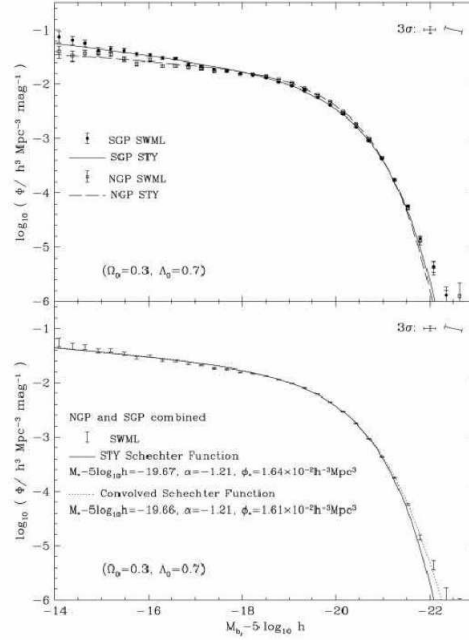 3σ:
-1
-2
-3
-4
-5
-6
log₁₀ ( Φ/ h³ Mpc⁻³ mag⁻¹ )
SGP SWML
SGP STY
NGP SWML
NGP STY
(Ω₀=0.3, Λ₀=0.7)
3σ:
-1
-2
-3
-4
-5
-6
log₁₀ ( Φ/ h³ Mpc⁻³ mag⁻¹ )
NGP and SGP combined
SWML
STY Schechter Function
M*-5log₁₀h=-19.67, α=-1.21, ϕ*=1.64×10⁻²h⁻³Mpc³
Convolved Schechter Function
M*-5log₁₀h=-19.66, α=-1.21, ϕ*=1.61×10⁻²h⁻³Mpc³
(Ω₀=0.3, Λ₀=0.7)
-14 -16 -18 -20 -22
M_bJ-5·log₁₀ h